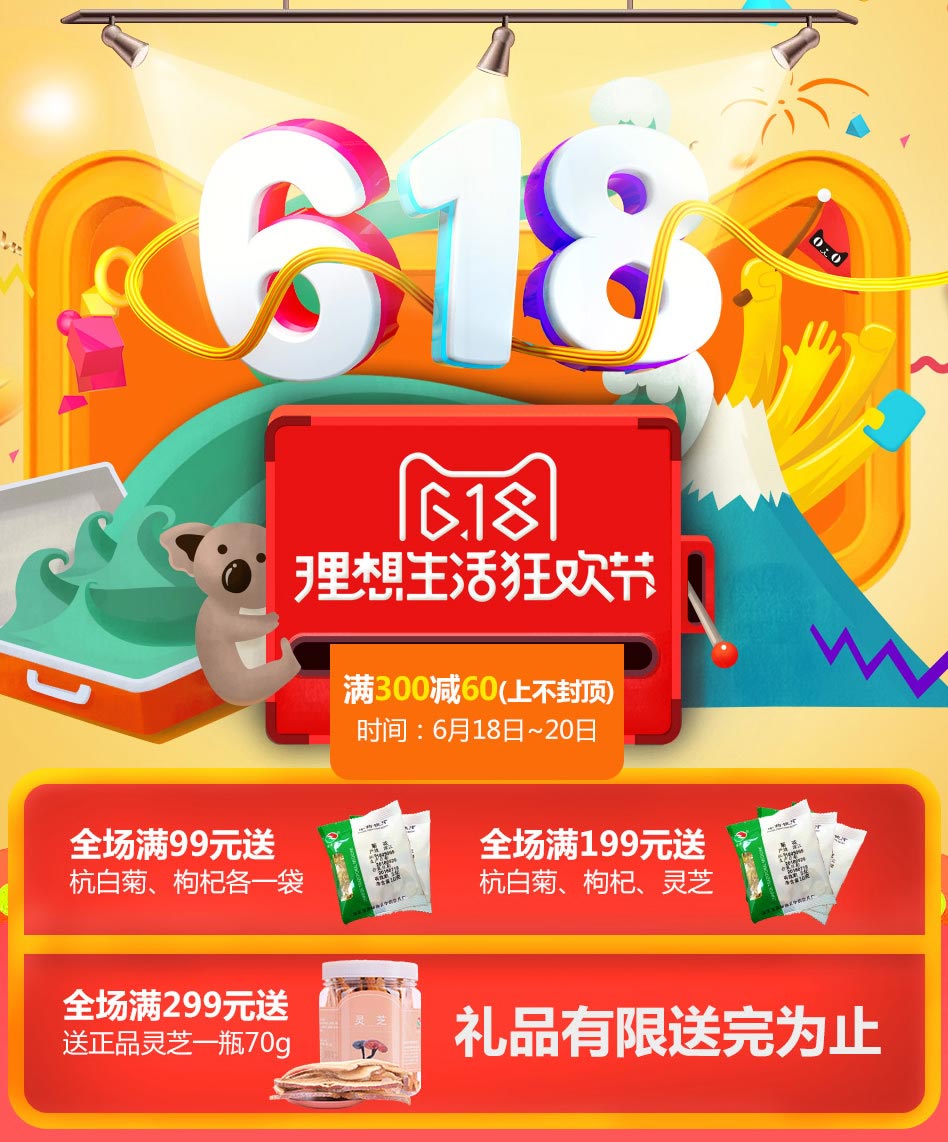 618
618
理想生活狂欢节
满300减60(上不封顶)
时间：6月18日~20日
全场满99元送
杭白菊、枸杞各一袋
全场满199元送
杭白菊、枸杞、灵芝
全场满299元送
送正品灵芝一瓶70g
灵芝
礼品有限送完为止